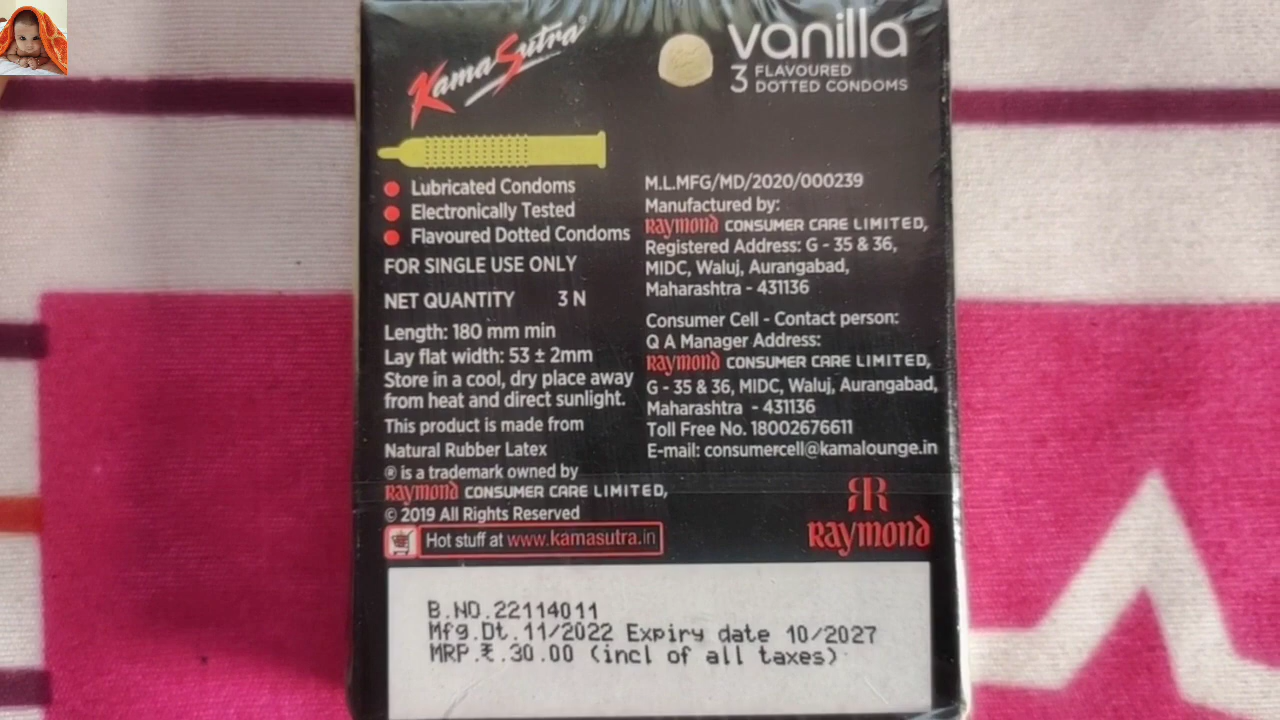 KamaSutra®
vanilla
3 FLAVOURED
DOTTED CONDOMS
Lubricated Condoms
Electronically Tested
Flavoured Dotted Condoms
FOR SINGLE USE ONLY
NET QUANTITY 3 N
Length: 180 mm min
Lay flat width: 53 ± 2mm
Store in a cool, dry place away
from heat and direct sunlight.
This product is made from
Natural Rubber Latex
® is a trademark owned by
Raymond CONSUMER CARE LIMITED,
© 2019 All Rights Reserved
Hot stuff at www.kamasutra.in
M.L.MFG/MD/2020/000239
Manufactured by:
Raymond CONSUMER CARE LIMITED,
Registered Address: G - 35 & 36,
MIDC, Waluj, Aurangabad,
Maharashtra - 431136
Consumer Cell - Contact person:
Q A Manager Address:
Raymond CONSUMER CARE LIMITED,
G - 35 & 36, MIDC, Waluj, Aurangabad,
Maharashtra - 431136
Toll Free No. 18002676611
E-mail: consumercell@kamalounge.in
Raymond
B.NO.22114011
Mfg.Dt.11/2022 Expiry date 10/2027
MRP.₹.30.00 (incl of all taxes)